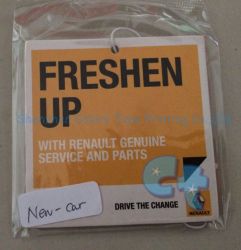 FRESHEN
UP
WITH RENAULT GENUINE
SERVICE AND PARTS
New-car
DRIVE THE CHANGE
RENAULT